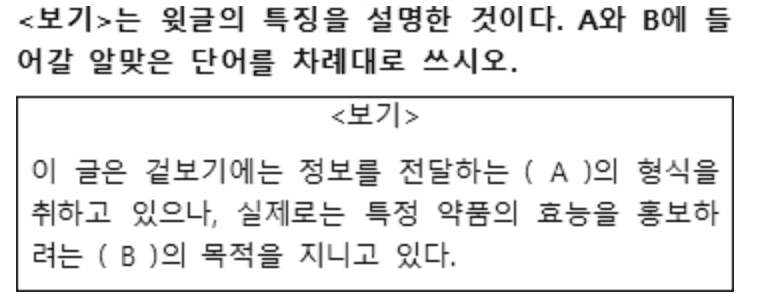 <보기>는 윗글의 특징을 설명한 것이다. A와 B에 들
어갈 알맞은 단어를 차례대로 쓰시오.
<보기>
이 글은 겉보기에는 정보를 전달하는 ( A )의 형식을
취하고 있으나, 실제로는 특정 약품의 효능을 홍보하
려는 ( B )의 목적을 지니고 있다.